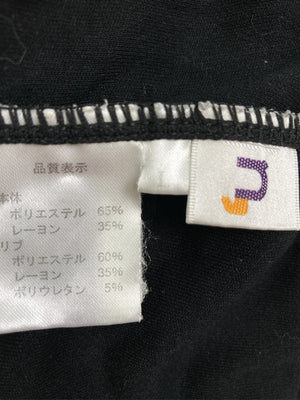 品質表示
本体
ポリエステル 65%
レーヨン 35%
リブ
ポリエステル 60%
レーヨン 35%
ポリウレタン 5%